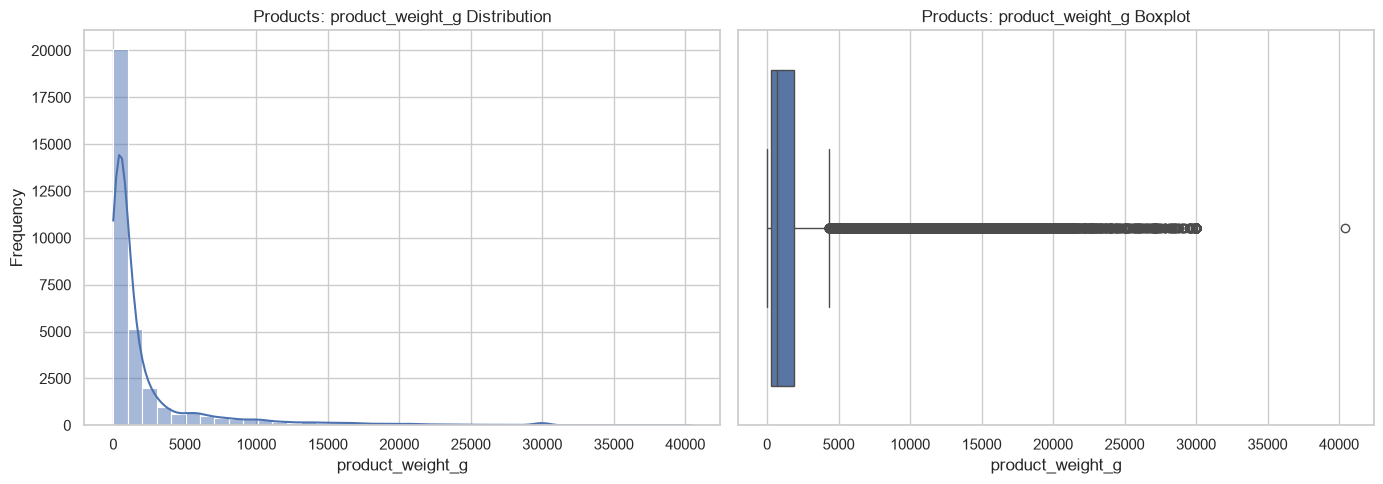 Products: product_weight_g Distribution
Products: product_weight_g Boxplot
Frequency
20000
17500
15000
12500
10000
7500
5000
2500
0
0 5000 10000 15000 20000 25000 30000 35000 40000
product_weight_g
0 5000 10000 15000 20000 25000 30000 35000 40000
product_weight_g